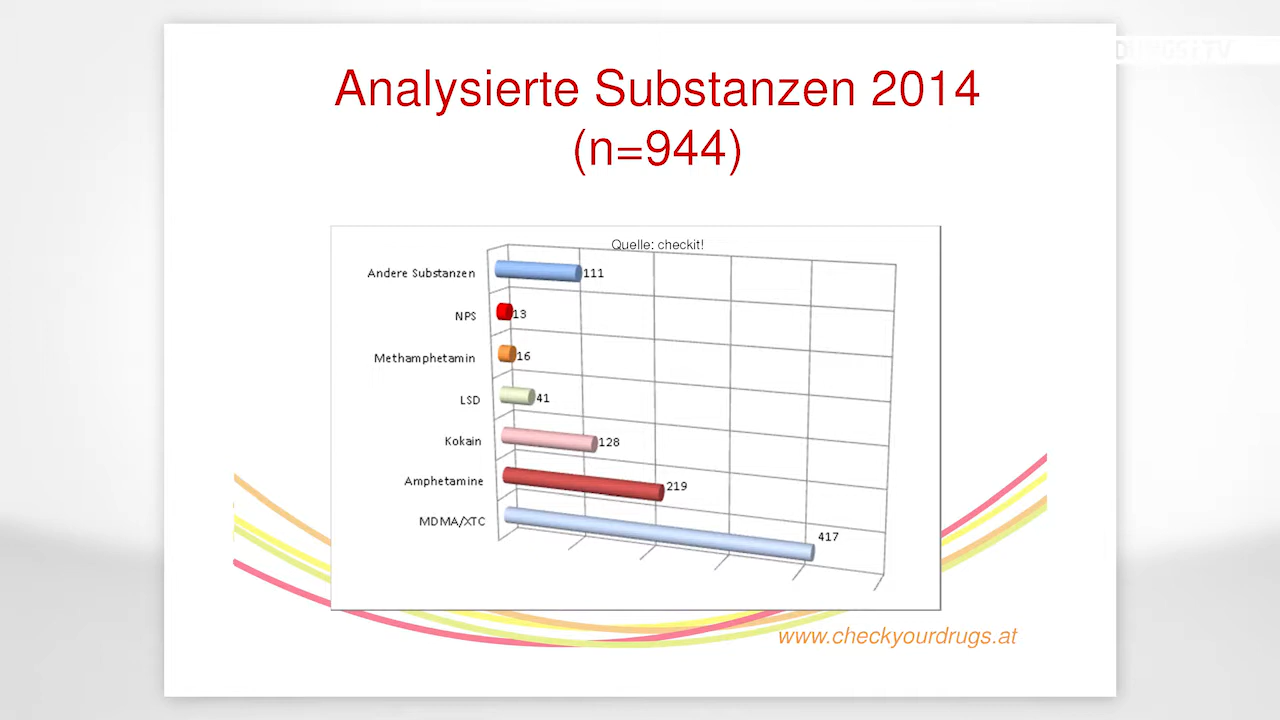 Analysierte Substanzen 2014
(n=944)
Quelle: checkit!
Andere Substanzen 111
NPS 13
Methamphetamin 16
LSD 41
Kokain 128
Amphetamine 219
MDMA/XTC 417
www.checkyourdrugs.at